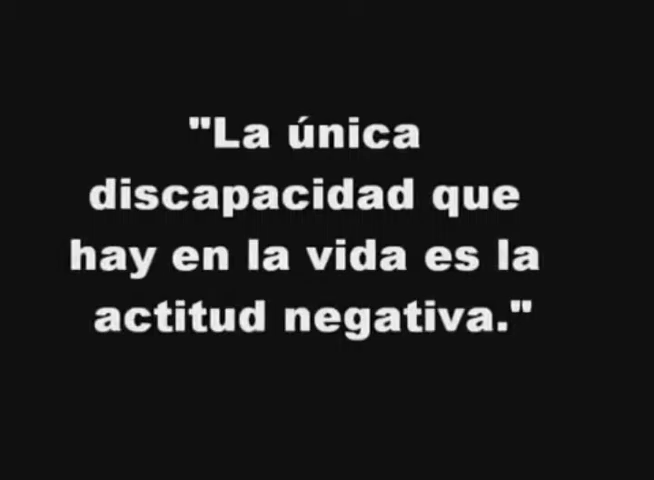 "La única
discapacidad que
hay en la vida es la
actitud negativa."